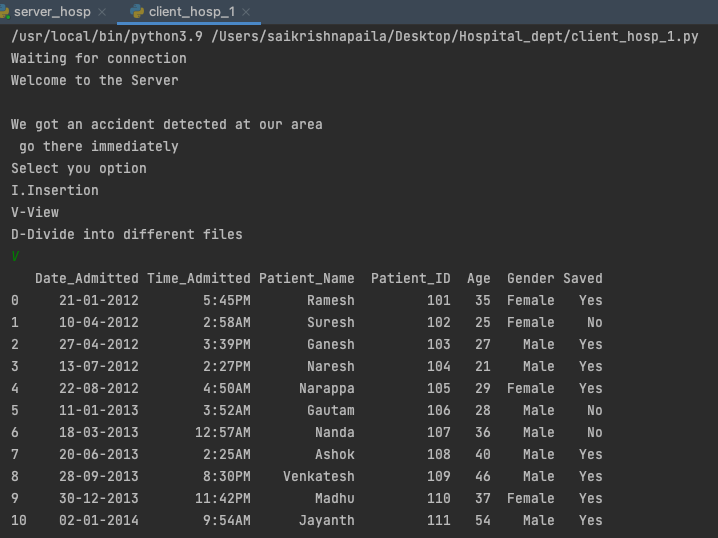 server_hosp × client_hosp_1 ×
/usr/local/bin/python3.9 /Users/saikrishnapaila/Desktop/Hospital_dept/client_hosp_1.py
Waiting for connection
Welcome to the Server
We got an accident detected at our area
go there immediately
Select you option
I.Insertion
V-View
D-Divide into different files
V
Date_Admitted Time_Admitted Patient_Name Patient_ID Age Gender Saved
0 21-01-2012 5:45PM Ramesh 101 35 Female Yes
1 10-04-2012 2:58AM Suresh 102 25 Female No
2 27-04-2012 3:39PM Ganesh 103 27 Male Yes
3 13-07-2012 2:27PM Naresh 104 21 Male Yes
4 22-08-2012 4:50AM Narappa 105 29 Female Yes
5 11-01-2013 3:52AM Gautam 106 28 Male No
6 18-03-2013 12:57AM Nanda 107 36 Male No
7 20-06-2013 2:25AM Ashok 108 40 Male Yes
8 28-09-2013 8:30PM Venkatesh 109 46 Male Yes
9 30-12-2013 11:42PM Madhu 110 37 Female Yes
10 02-01-2014 9:54AM Jayanth 111 54 Male Yes